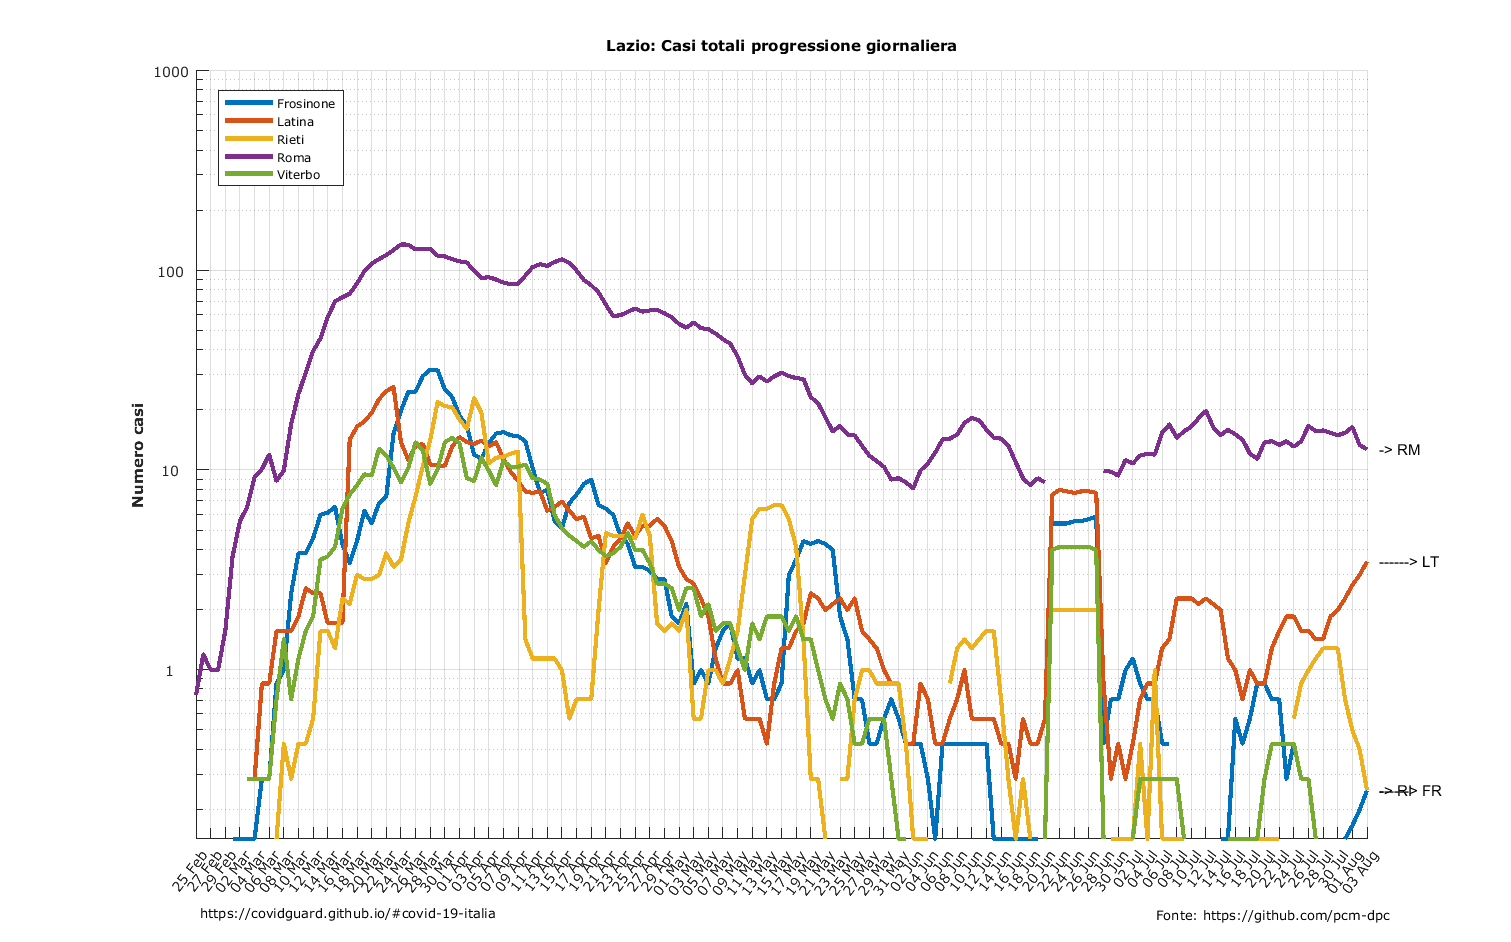 Lazio: Casi totali progressione giornaliera
1000
100
10
1
Numero casi
Frosinone
Latina
Rieti
Roma
Viterbo
-> RM
------> LT
-> RI
------> FR
25 Feb
27 Feb
29 Feb
02 Mar
04 Mar
06 Mar
08 Mar
10 Mar
12 Mar
14 Mar
16 Mar
18 Mar
20 Mar
22 Mar
24 Mar
26 Mar
28 Mar
30 Mar
01 Apr
03 Apr
05 Apr
07 Apr
09 Apr
11 Apr
13 Apr
15 Apr
17 Apr
19 Apr
21 Apr
23 Apr
25 Apr
27 Apr
29 Apr
01 May
03 May
05 May
07 May
09 May
11 May
13 May
15 May
17 May
19 May
21 May
23 May
25 May
27 May
29 May
31 May
02 Jun
04 Jun
06 Jun
08 Jun
10 Jun
12 Jun
14 Jun
16 Jun
18 Jun
20 Jun
22 Jun
24 Jun
26 Jun
28 Jun
30 Jun
02 Jul
04 Jul
06 Jul
08 Jul
10 Jul
12 Jul
14 Jul
16 Jul
18 Jul
20 Jul
22 Jul
24 Jul
26 Jul
28 Jul
30 Jul
01 Aug
03 Aug
https://covidguard.github.io/#covid-19-italia
Fonte: https://github.com/pcm-dpc